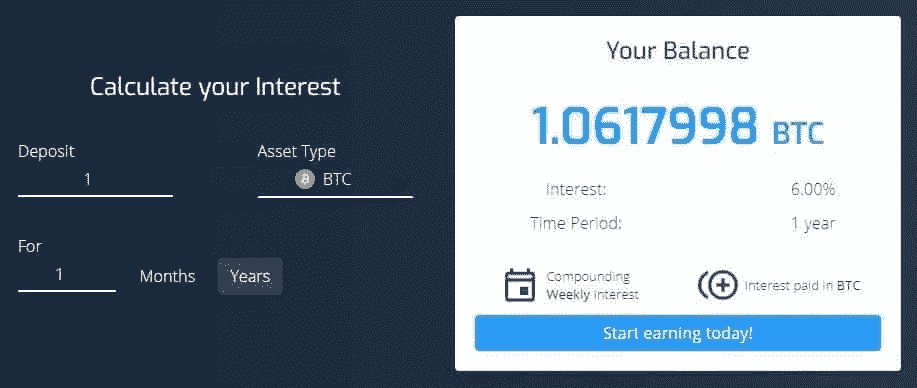 Calculate your Interest
Deposit
1
Asset Type
BTC
For
1
Months
Years
Your Balance
1.0617998 BTC
Interest: 6.00%
Time Period: 1 year
Compounding
Weekly Interest
Interest paid in BTC
Start earning today!